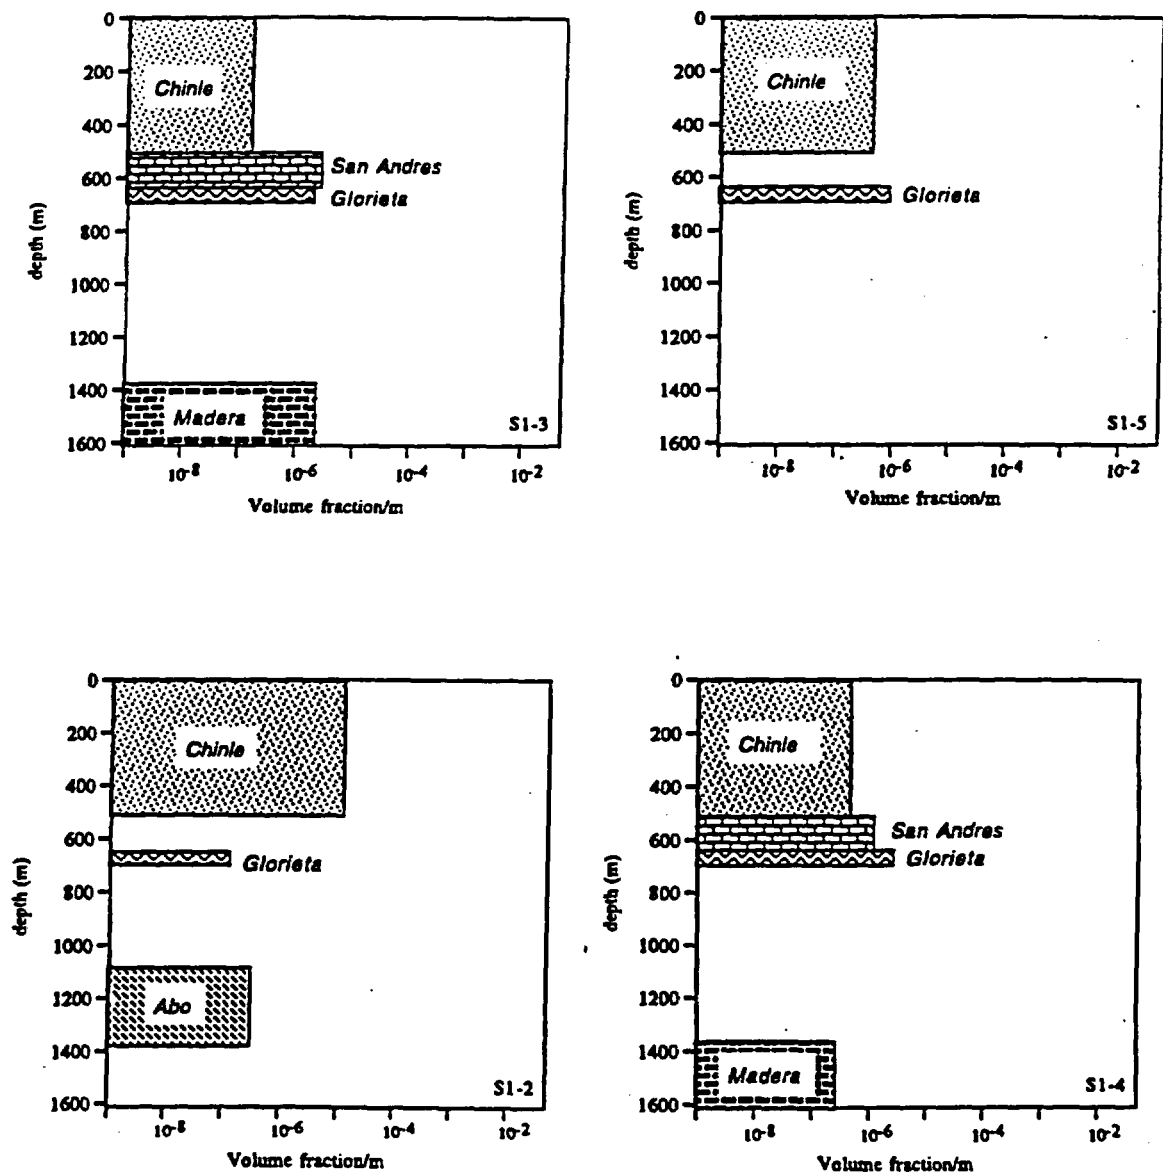 0
200
400
600
800
1000
1200
1400
1600
depth (m)
Chinle
San Andres
Glorieta
Madera
S1-3
10-8
10-6
10-4
10-2
Volume fraction/m
0
200
400
600
800
1000
1200
1400
1600
depth (m)
Chinle
Glorieta
S1-5
10-8
10-6
10-4
10-2
Volume fraction/m
0
200
400
600
800
1000
1200
1400
1600
depth (m)
Chinle
Glorieta
Abo
S1-2
10-8
10-6
10-4
10-2
Volume fraction/m
0
200
400
600
800
1000
1200
1400
1600
depth (m)
Chinle
San Andres
Glorieta
Madera
S1-4
10-8
10-6
10-4
10-2
Volume fraction/m